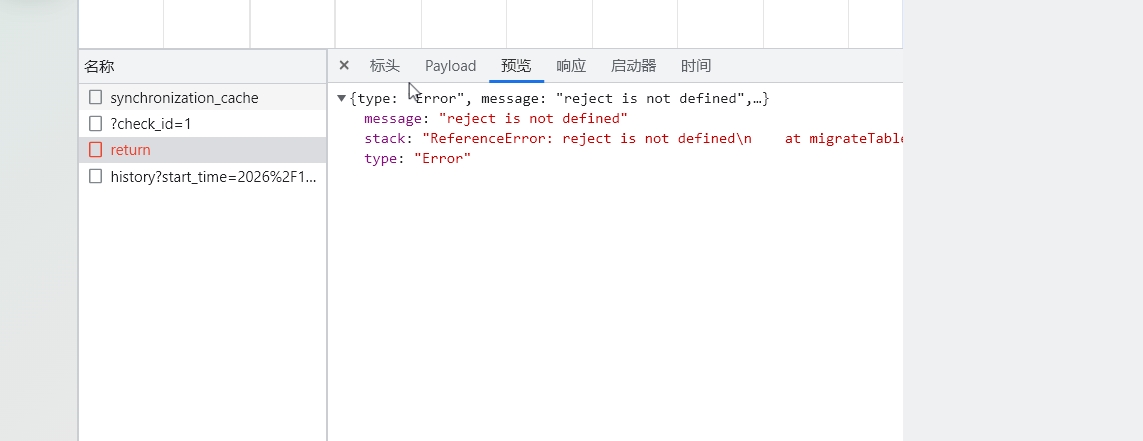 名称
× 标头 Payload 预览 响应 启动器 时间
synchronization_cache
?check_id=1
return
history?start_time=2026%2F1...
▼{type: "Error", message: "reject is not defined",…}
message: "reject is not defined"
stack: "ReferenceError: reject is not defined\n    at migrateTable
type: "Error"